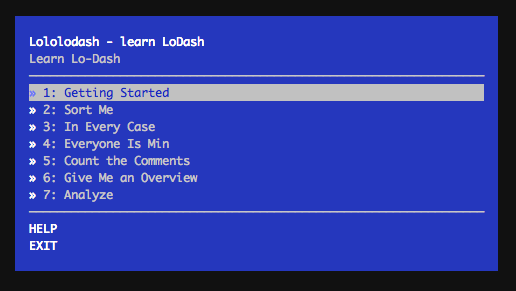 Lololodash - learn LoDash
Learn Lo-Dash
» 1: Getting Started
» 2: Sort Me
» 3: In Every Case
» 4: Everyone Is Min
» 5: Count the Comments
» 6: Give Me an Overview
» 7: Analyze
HELP
EXIT